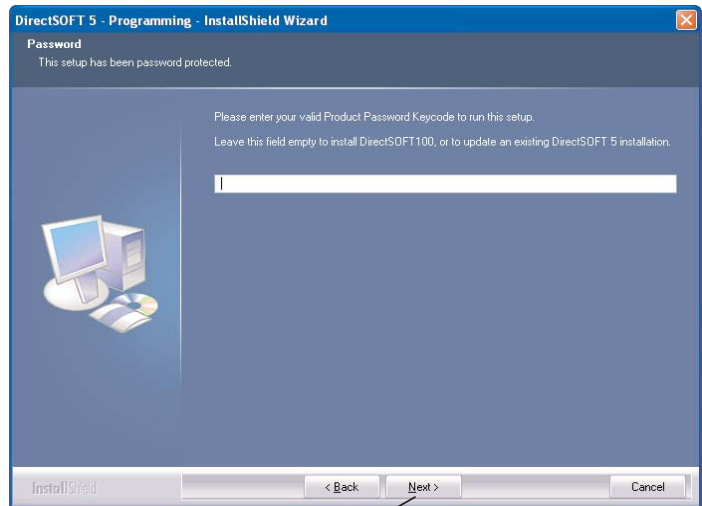 DirectSOFT 5 - Programming - InstallShield Wizard
Password
This setup has been password protected.
Please enter your valid Product Password Keycode to run this setup.
Leave this field empty to install DirectSOFT100, or to update an existing DirectSOFT 5 installation.
InstallShield
< Back
Next >
Cancel